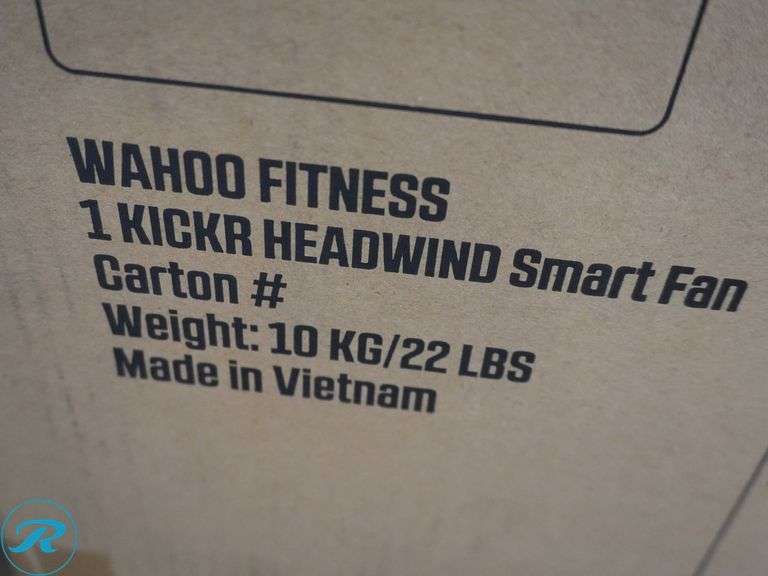 WAHOO FITNESS
1 KICKR HEADWIND Smart Fan
Carton #
Weight: 10 KG/22 LBS
Made in Vietnam
R